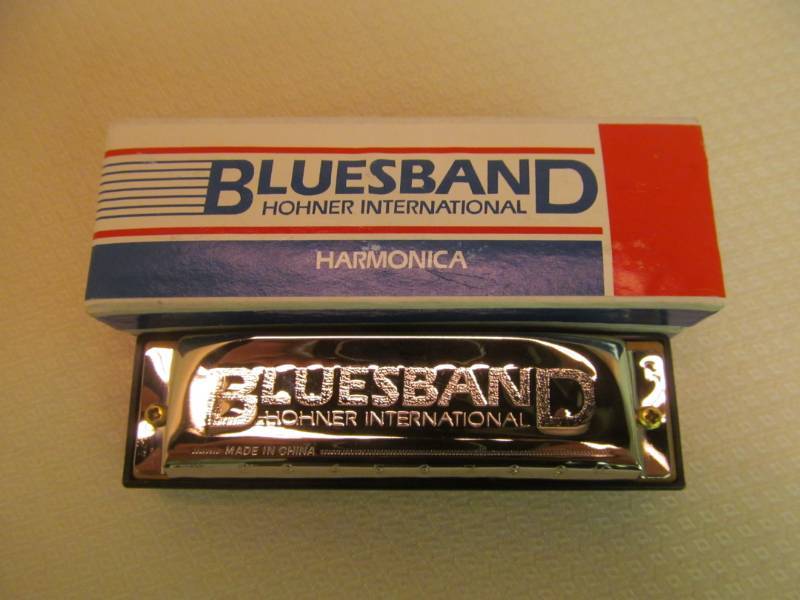 BLUESBAND
HOHNER INTERNATIONAL
HARMONICA
BLUESBAND
HOHNER INTERNATIONAL
MADE IN CHINA